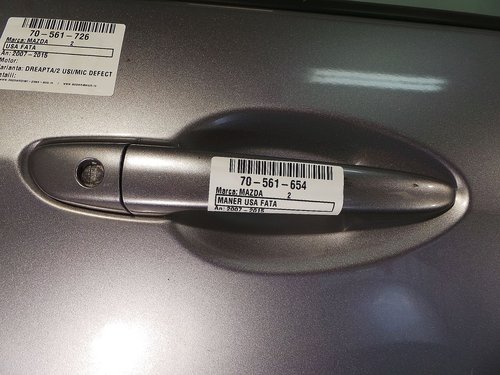 70-561-726
Marca: MAZDA
2
USA FATA
An: 2007-2015
Motor:
Varianta: DREAPTA/2 USI/MIC DEFECT
Detalii:
70-561-654
Marca: MAZDA
2
MANER USA FATA
An: 2007-2015